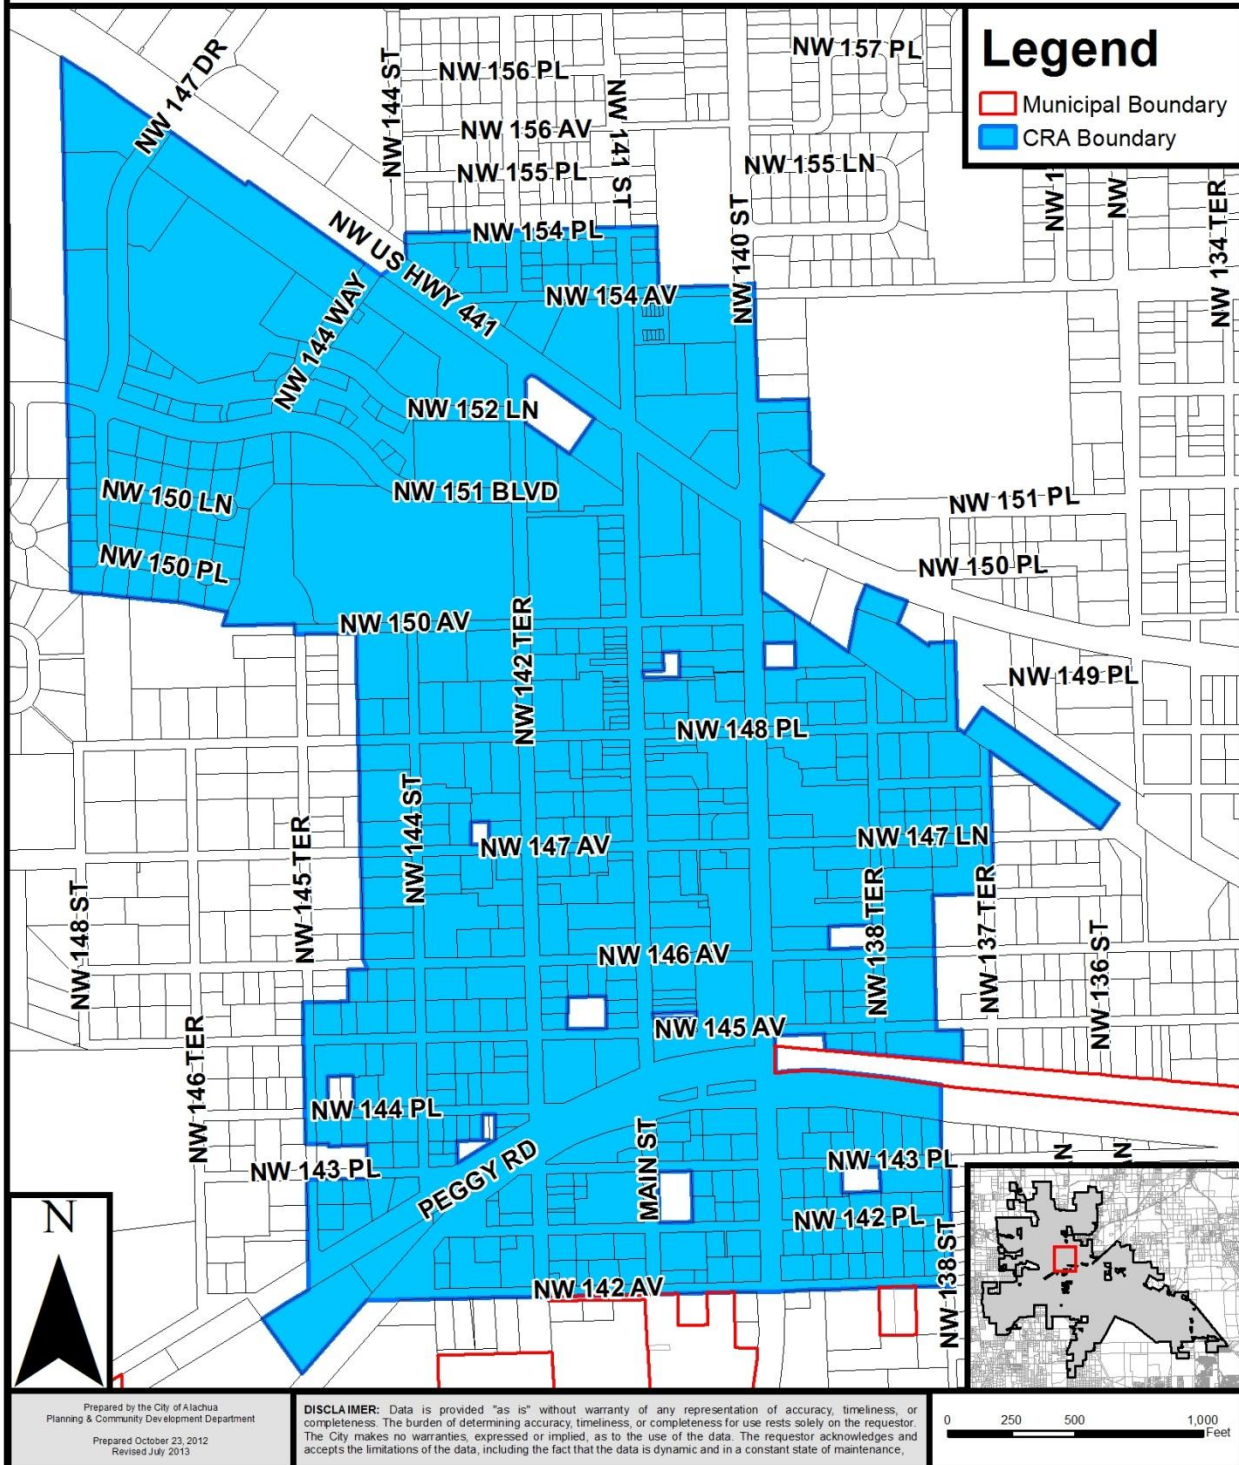 Legend
Municipal Boundary
CRA Boundary
NW 147 DR
NW 144 ST
NW 156 PL
NW 157 PL
NW 156 AV
NW 141 ST
NW 155 PL
NW 155 LN
NW 1
NW
NW 134 TER
NW 154 PL
NW US HWY 441
NW 140 ST
NW 154 AV
NW 144 WAY
NW 152 LN
NW 150 LN
NW 151 BLVD
NW 151 PL
NW 150 PL
NW 150 PL
NW 150 AV
NW 142 TER
NW 149 PL
NW 148 PL
NW 144 ST
NW 145 TER
NW 147 AV
NW 147 LN
NW 148 ST
NW 138 TER
NW 137 TER
NW 136 ST
NW 146 AV
NW 145 AV
NW 146 TER
NW 144 PL
NW 143 PL
PEGGY RD
MAIN ST
NW 143 PL
AN
AN
NW 142 PL
NW 138 ST
NW 142 AV
N
Prepared by the City of Alachua
Planning & Community Development Department
Prepared October 23, 2012
Revised July 2013
DISCLAIMER: Data is provided "as is" without warranty of any representation of accuracy, timeliness, or
completeness. The burden of determining accuracy, timeliness, or completeness for use rests solely on the requestor.
The City makes no warranties, expressed or implied, as to the use of the data. The requestor acknowledges and
accepts the limitations of the data, including the fact that the data is dynamic and in a constant state of maintenance,
0 250 500 1,000
Feet